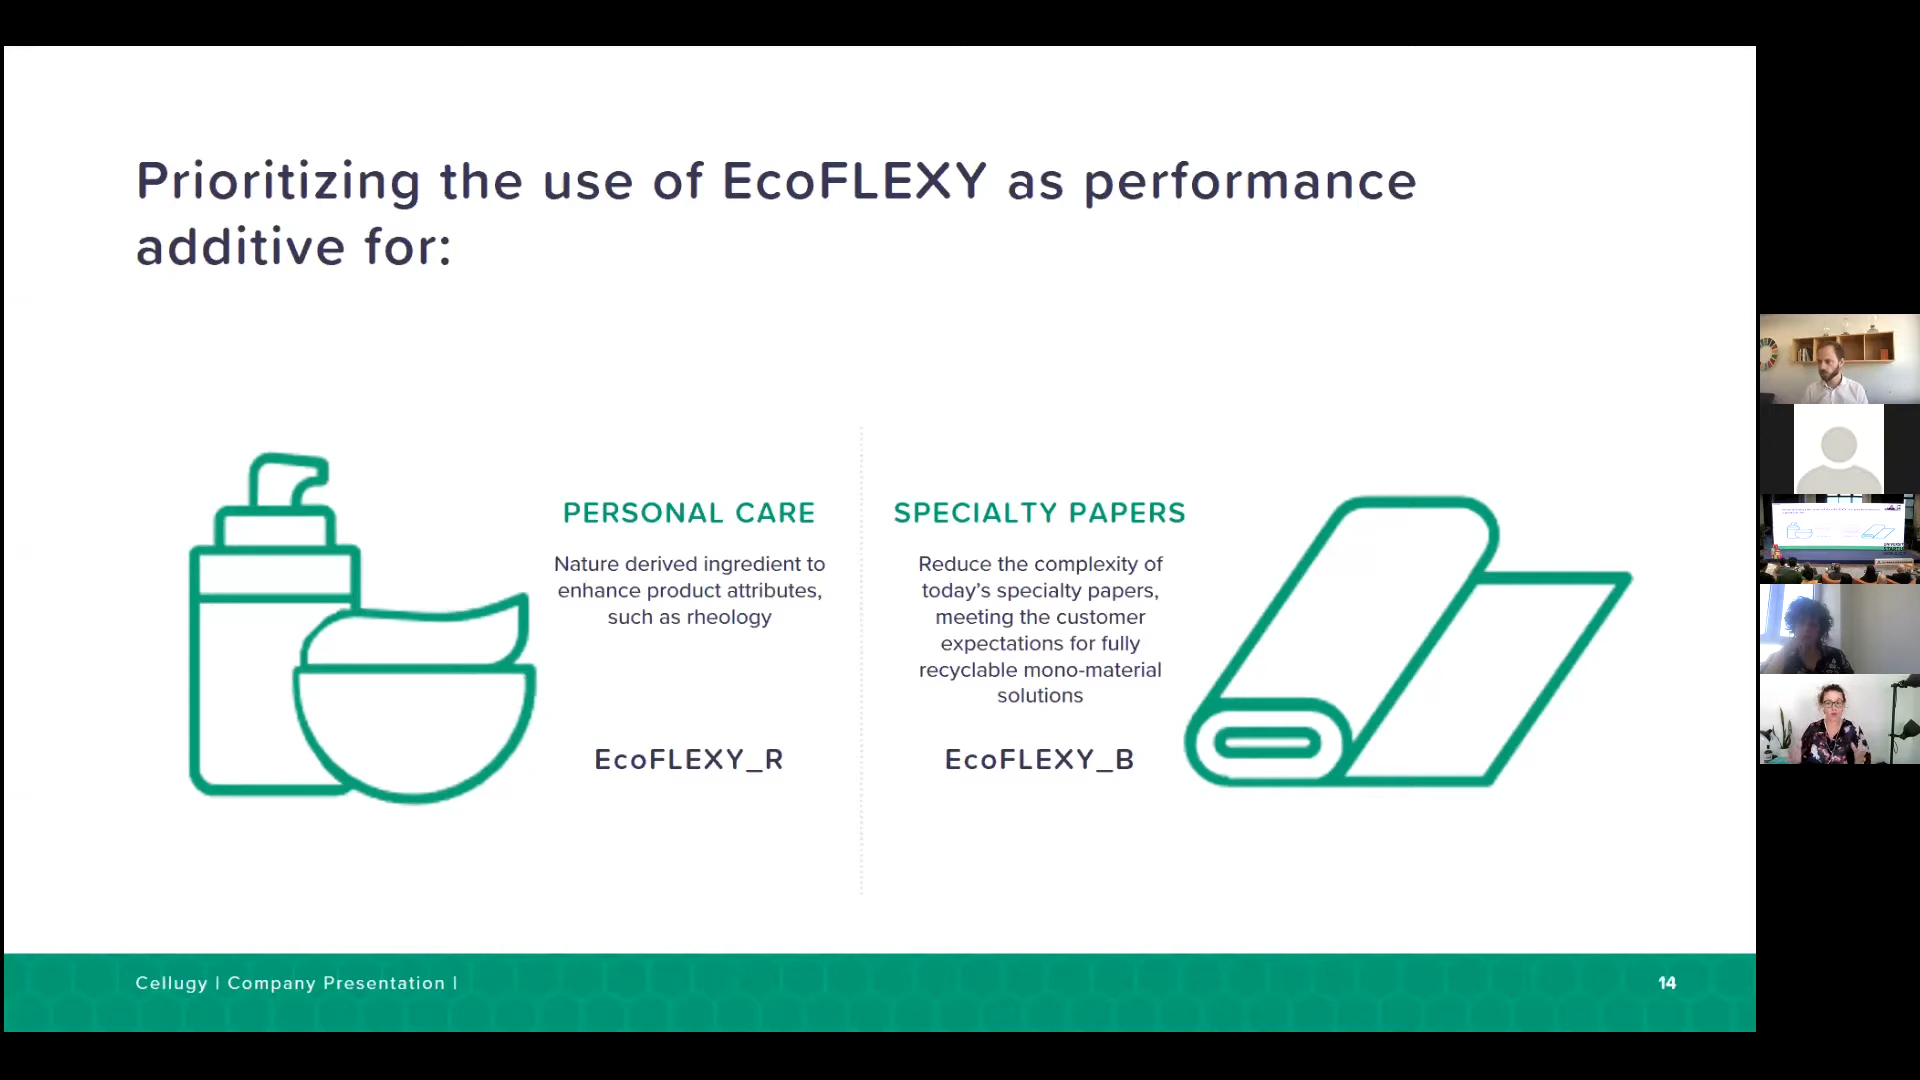 Prioritizing the use of EcoFLEXY as performance
additive for:
PERSONAL CARE
Nature derived ingredient to
enhance product attributes,
such as rheology
EcoFLEXY_R
SPECIALTY PAPERS
Reduce the complexity of
today’s specialty papers,
meeting the customer
expectations for fully
recyclable mono-material
solutions
EcoFLEXY_B
Cellugy | Company Presentation |
14